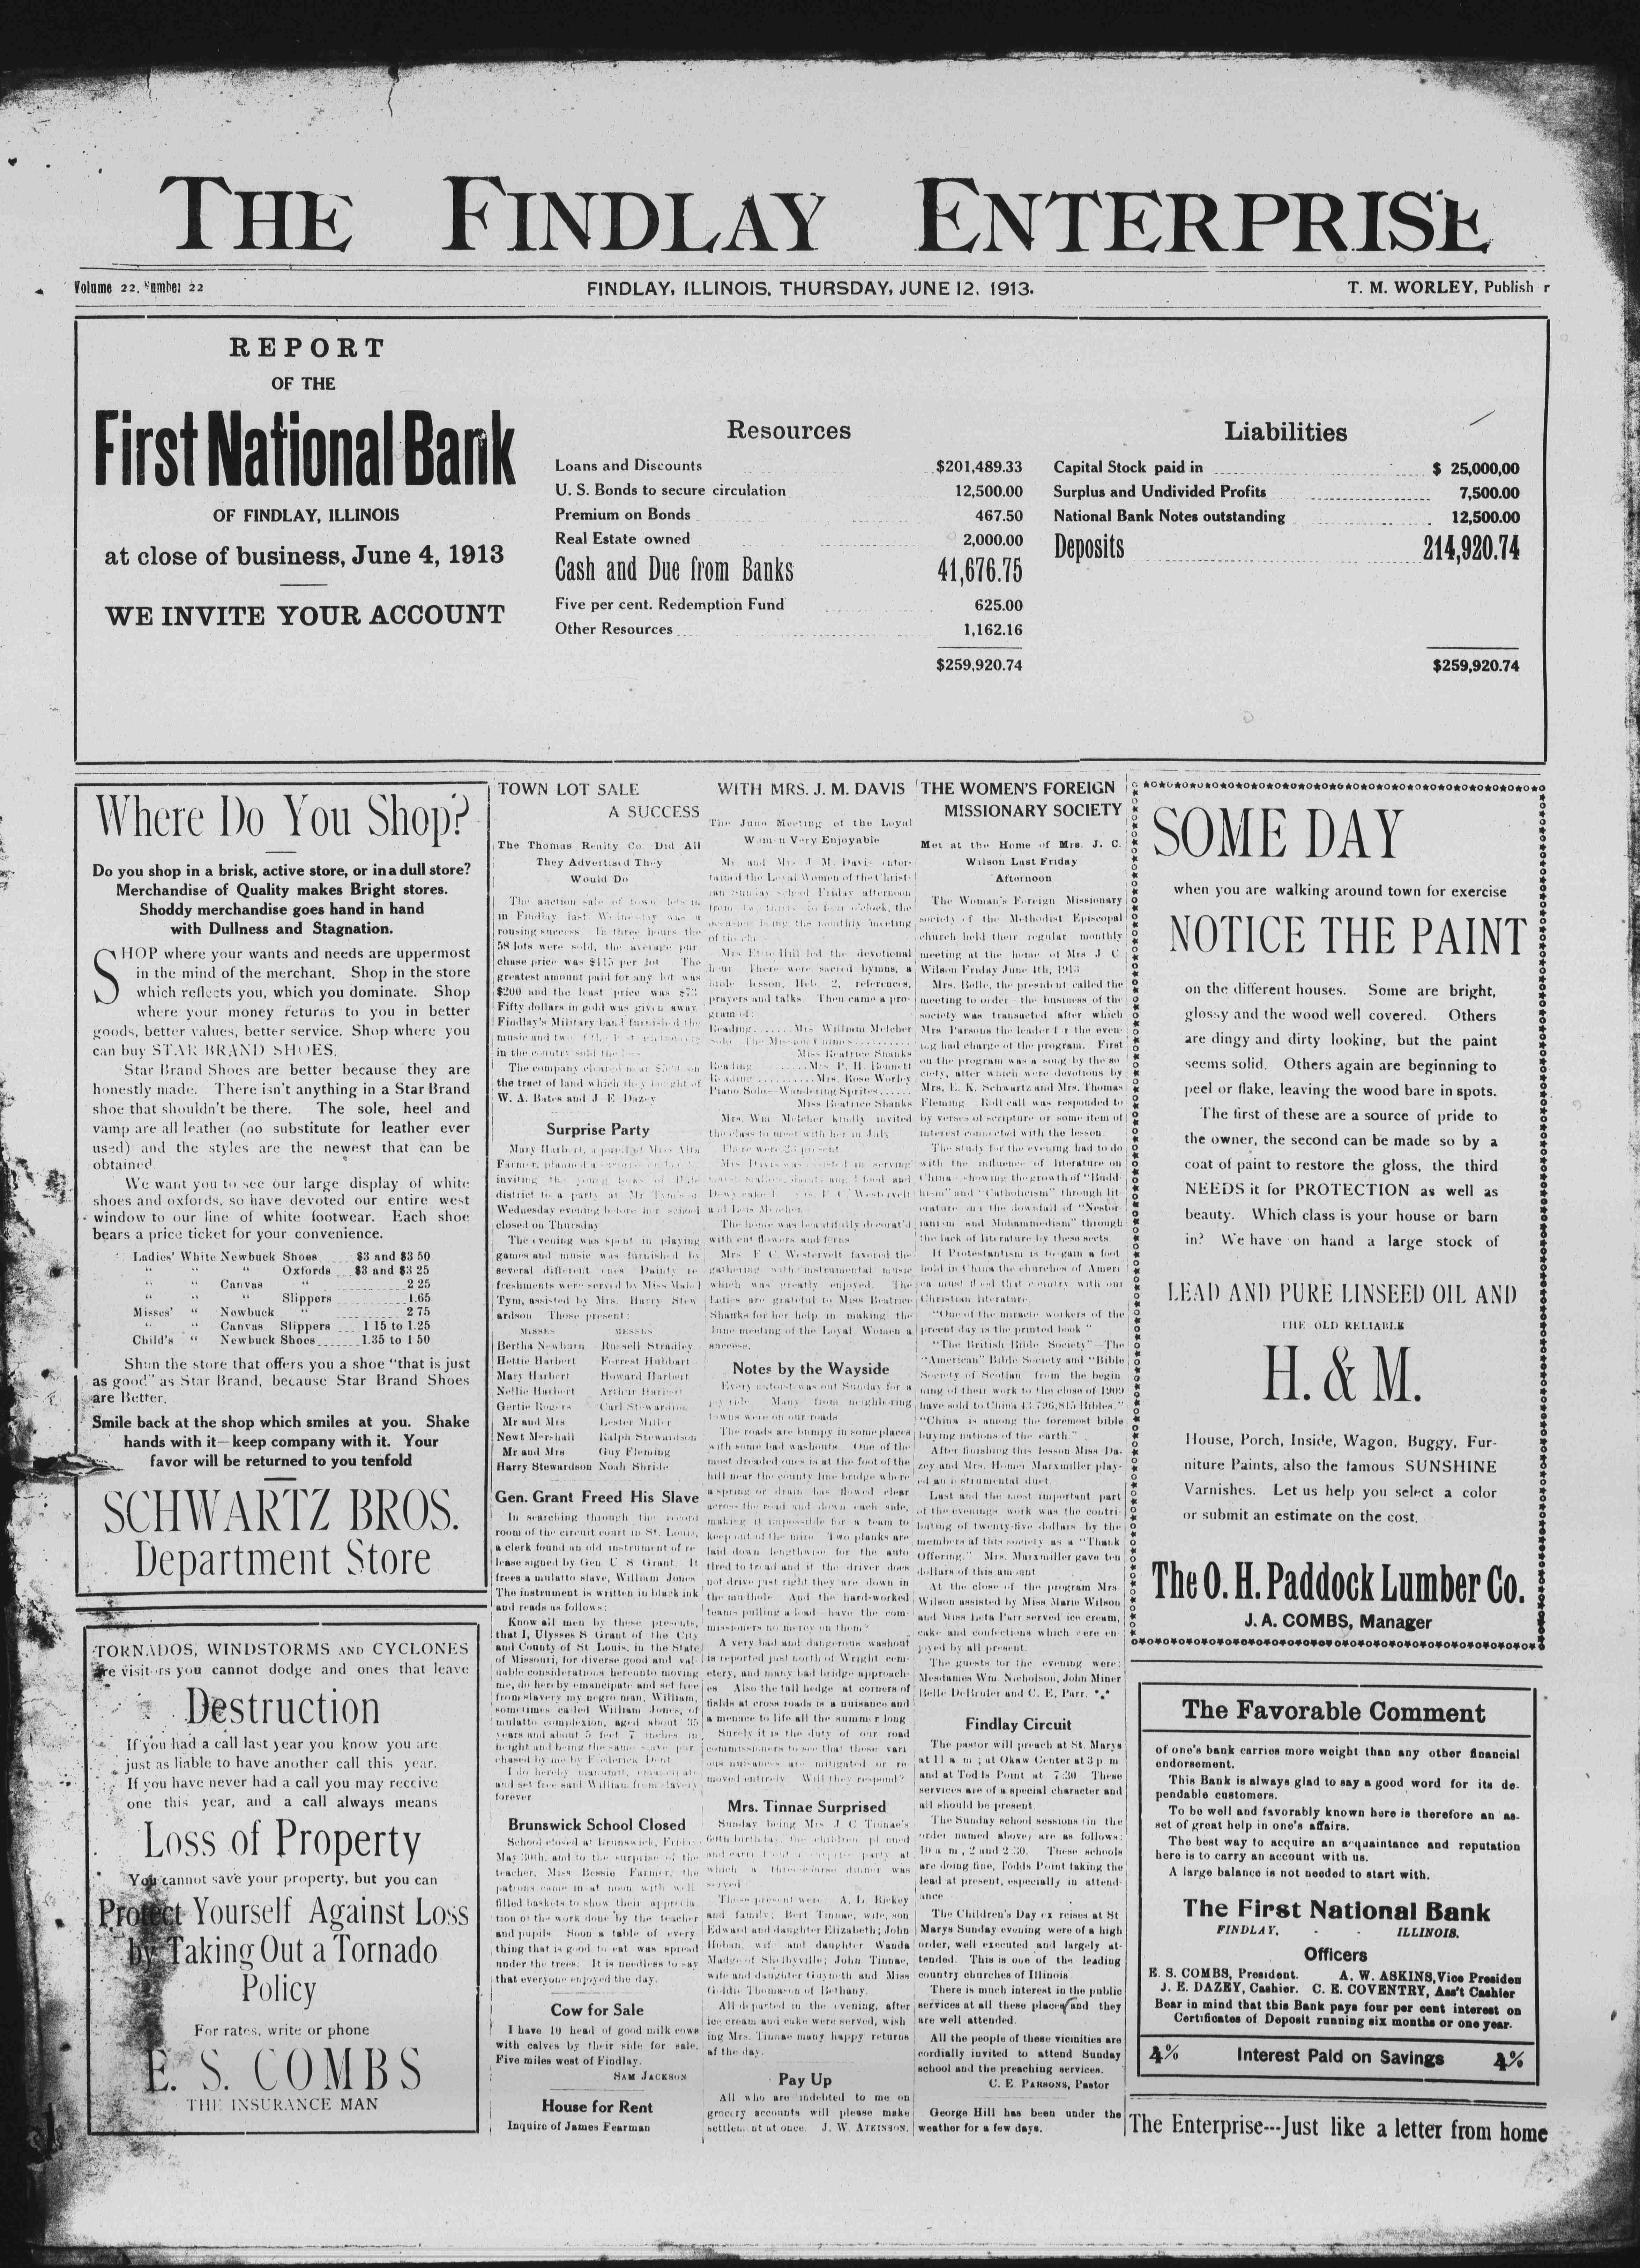 THE FINDLAY ENTERPRISE
Volume 22, Number 22
FINDLAY, ILLINOIS, THURSDAY, JUNE 12, 1913.
T. M. WORLEY, Publish r
REPORT
OF THE
First National Bank
OF FINDLAY, ILLINOIS
at close of business, June 4, 1913
WE INVITE YOUR ACCOUNT
Resources
Loans and Discounts $201,489.33
U. S. Bonds to secure circulation 12,500.00
Premium on Bonds 467.50
Real Estate owned 2,000.00
Cash and Due from Banks 41,676.75
Five per cent. Redemption Fund 625.00
Other Resources 1,162.16
$259,920.74
Liabilities
Capital Stock paid in $ 25,000,00
Surplus and Undivided Profits 7,500.00
National Bank Notes outstanding 12,500.00
Deposits 214,920.74
$259,920.74
Where Do You Shop?
Do you shop in a brisk, active store, or in a dull store?
Merchandise of Quality makes Bright stores.
Shoddy merchandise goes hand in hand
with Dullness and Stagnation.
SHOP where your wants and needs are uppermost
in the mind of the merchant. Shop in the store
which reflects you, which you dominate. Shop
where your money returns to you in better
goods, better values, better service. Shop where you
can buy STAR BRAND SHOES.
Star Brand Shoes are better because they are
honestly made. There isn't anything in a Star Brand
shoe that shouldn't be there. The sole, heel and
vamp are all leather (no substitute for leather ever
used) and the styles are the newest that can be
obtained.
We want you to see our large display of white
shoes and oxfords, so have devoted our entire west
window to our line of white footwear. Each shoe
bears a price ticket for your convenience.
Ladies' White Newbuck Shoes $3 and $3 50
" " " Oxfords $3 and $3 25
" " Canvas " 2 25
" " " Slippers 1.65
Misses' " Newbuck " 2 75
" " Canvas Slippers 1 15 to 1.25
Child's " Newbuck Shoes 1.35 to 1 50
Shun the store that offers you a shoe "that is just
as good" as Star Brand, because Star Brand Shoes
are Better.
Smile back at the shop which smiles at you. Shake
hands with it—keep company with it. Your
favor will be returned to you tenfold
SCHWARTZ BROS.
Department Store
TORNADOS, WINDSTORMS AND CYCLONES
are visitors you cannot dodge and ones that leave
Destruction
If you had a call last year you know you are
just as liable to have another call this year.
If you have never had a call you may receive
one this year, and a call always means
Loss of Property
You cannot save your property, but you can
Protect Yourself Against Loss
by Taking Out a Tornado
Policy
For rates, write or phone
E. S. COMBS
THE INSURANCE MAN
TOWN LOT SALE
A SUCCESS
The Thomas Realty Co. Did All
They Advertised They
Would Do
The auction sale of town lots in
in Findlay last Wednesday was a
rousing success. In three hours the
58 lots were sold, the average pur
chase price was $115 per lot The
greatest amount paid for any lot was
$200 and the least price was $73
Fifty dollars in gold was given away.
Findlay's Military band furnished the
music and two of the best auctioneers
in the country sold the lots
The company cleared near
the tract of land which they bought of
W. A. Bates and J E Dazey
Surprise Party
Mary Harbert, a pupil of Miss Alta
Farmer, planned a surprise
inviting the young
district to a party at Mr
Wednesday evening before her school
closed on Thursday
The evening was spent in playing
games and music was furnished by
several different ones Dainty re
freshments were served by Miss Mabel
Tym, assisted by Mrs. Harry Stew
ardson Those present:
MISSES MESSRS
Bertha Newburn Russell Stradley
Hettie Harbert Forrest Hubbart
Mary Harbert Howard Harbert
Nellie Harbert Arthur Harbert
Gertie Rogers Carl Stewardson
Mr and Mrs Lester Miller
Newt Marshall Ralph Stewardson
Mr and Mrs Guy Fleming
Harry Stewardson Noah Shride
Gen. Grant Freed His Slave
In searching through the record
room of the circuit court in St. Louis,
a clerk found an old instrument of re
lease signed by Gen U S Grant. It
frees a mulatto slave, William Jones
The instrument is written in black ink
and reads as follows:
Know all men by these presents,
that I, Ulysses S Grant of the City
and County of St Louis, in the State
of Missouri, for diverse good and val-
uable considerations hereunto moving
me, do hereby emancipate and set free
from slavery my negro man, William,
sometimes called William Jones, of
mulatto complexion, aged about 35
years and about 5 feet 7 inches in
height and being the same slave pur
chased by me by Frederick Dent
I do hereby manumit, emancipate
and set free said William from slavery
forever
Brunswick School Closed
School closed at Brunswick, Friday
May 30th, and to the surprise of the
teacher, Miss Bessie Farmer, the
patrons came in at noon with well
filled baskets to show their apprecia
tion of the work done by the teacher
and pupils Soon a table of every
thing that is good to eat was spread
under the trees. It is needless to say
that everyone enjoyed the day.
Cow for Sale
I have 10 head of good milk cows
with calves by their side for sale.
Five miles west of Findlay.
SAM JACKSON
House for Rent
Inquire of James Fearman
WITH MRS. J. M. DAVIS
The June Meeting of the Loyal
Women Very Enjoyable
Mr and Mrs J M. Davis enter-
tained the Loyal Women of the Christ-
ian Sunday school Friday afternoon
from two thirty to four o'clock, the
occasion being the monthly meeting
of the cla
Mrs Hill led the devotional
hour There were sacred hymns, a
bible lesson, Heb. 2, references,
prayers and talks Then came a pro-
gram of:
Reading Mrs William Melcher
Solo The Mission Chimes
Miss Beatrice Shanks
Reading Mrs. P. H. Bennett
Reading Mrs. Rose Worley
Piano Solo—Wandering Sprites
Miss Beatrice Shanks
Mrs. Wm Melcher kindly invited
the class to meet with her in July
There were 25 present
Mrs Davis was assisted in serving
and Lois Melcher
The home was beautifully decorat'd
with cut flowers and ferns
Mrs. F C Westervelt favored the
gathering with instrumental music
which was greatly enjoyed. The
ladies are grateful to Miss Beatrice
Shanks for her help in making the
June meeting of the Loyal Women a
success.
Notes by the Wayside
Every autoist was out Sunday for a
joy ride Many from neighboring
towns were on our roads
The roads are bumpy in some places
with some bad washouts One of the
most dreaded ones is at the foot of the
hill near the county line bridge where
a spring or drain has flowed clear
across the road and down each side,
making it impossible for a team to
keep out of the mire Two planks are
laid down lengthwise for the auto
tired to tread and if the driver does
not drive just right they are down in
the mudhole And the hard-worked
teams pulling a load—have the com-
missioners no mercy on them?
A very bad and dangerous washout
is reported just north of Wright cem-
etery, and many bad bridge approach-
es Also the tall hedge at corners of
fields at cross roads is a nuisance and
a menace to life all the summer long
Surely it is the duty of our road
commissioners to see that these vari
ous nuisances are mitigated or re
moved entirely Will they respond?
Mrs. Tinnae Surprised
Sunday being Mrs J C Tinnae's
60th birthday, the children planned
and carried out a surprise party at
which a three-course dinner was
served
Those present were: A. L. Rickey
and family; Bert Tinnae, wife, son
Edward and daughter Elizabeth; John
Hoban, wife and daughter Wanda
Madge of Shelbyville; John Tinnae,
wife and daughter Gwyneth and Miss
Goldie Thomason of Bethany.
All departed in the evening, after
ice cream and cake were served, wish
ing Mrs. Tinnae many happy returns
of the day.
Pay Up
All who are indebted to me on
grocery accounts will please make
settlem nt at once. J. W. ATKINSON.
THE WOMEN'S FOREIGN
MISSIONARY SOCIETY
Met at the Home of Mrs. J. C.
Wilson Last Friday
Afternoon
The Woman's Foreign Missionary
society of the Methodist Episcopal
church held their regular monthly
meeting at the home of Mrs J C
Wilson Friday June 4th, 1913
Mrs. Belle, the president called the
meeting to order—the business of the
society was transacted after which
Mrs Parsons the leader f r the even-
ing had charge of the program. First
on the program was a song by the so
ciety, after which were devotions by
Mrs. E. K. Schwartz and Mrs. Thomas
Fleming Roll call was responded to
by verses of scripture or some item of
interest connected with the lesson
The study for the evening had to do
with the influence of literature on
China—showing the growth of "Budd-
hism" and "Catholicism" through lit-
erature and the downfall of "Nestor-
ianism and Mohammedism" through
the lack of literature by these sects
If Protestantism is to gain a foot
hold in China the churches of Ameri
ca must flood that country with our
Christian literature.
"One of the miracle workers of the
preent day is the printed book"
"The British Bible Society"—The
"American" Bible Society and "Bible
Society of Scotlan from the begin
ning of their work to the close of 1909
have sold to China 43,796,815 Bibles."
"China is among the foremost bible
buying nations of the earth."
After finishing this lesson Miss Da-
zey and Mrs. Homer Marxmiller play-
ed an instrumental duet.
Last and the most important part
of the evenings work was the contri-
buting of twenty-five dollars by the
members of this society as a "Thank
Offering." Mrs. Marxmiller gave ten
dollars of this am unt
At the close of the program Mrs
Wilson assisted by Miss Marie Wilson
and Miss Leta Parr served ice cream,
cake and confections which were en-
joyed by all present.
The guests for the evening were:
Mesdames Wm. Nicholson, John Miner
Belle DeBruler and C. E. Parr.
Findlay Circuit
The pastor will preach at St. Marys
at 11 a m; at Okaw Center at 3 p m
and at Todds Point at 7:30 These
services are of a special character and
all should be present
The Sunday school sessions (in the
order named above) are as follows:
10 a m, 2 and 2:30. These schools
are doing fine, Todds Point taking the
lead at present, especially in attend-
ance
The Children's Day ex reises at St
Marys Sunday evening were of a high
order, well executed and largely at-
tended. This is one of the leading
country churches of Illinois
There is much interest in the public
services at all these places and they
are well attended.
All the people of these vicinities are
cordially invited to attend Sunday
school and the preaching services.
C. E. PARSONS, Pastor
George Hill has been under the
weather for a few days.
SOME DAY
when you are walking around town for exercise
NOTICE THE PAINT
on the different houses. Some are bright,
glossy and the wood well covered. Others
are dingy and dirty looking, but the paint
seems solid. Others again are beginning to
peel or flake, leaving the wood bare in spots.
The first of these are a source of pride to
the owner, the second can be made so by a
coat of paint to restore the gloss, the third
NEEDS it for PROTECTION as well as
beauty. Which class is your house or barn
in? We have on hand a large stock of
LEAD AND PURE LINSEED OIL AND
THE OLD RELIABLE
H. & M.
House, Porch, Inside, Wagon, Buggy, Fur-
niture Paints, also the famous SUNSHINE
Varnishes. Let us help you select a color
or submit an estimate on the cost.
The O. H. Paddock Lumber Co.
J. A. COMBS, Manager
The Favorable Comment
of one's bank carries more weight than any other financial
endorsement.
This Bank is always glad to say a good word for its de-
pendable customers.
To be well and favorably known here is therefore an as-
set of great help in one's affairs.
The best way to acquire an acquaintance and reputation
here is to carry an account with us.
A large balance is not needed to start with.
The First National Bank
FINDLAY, - ILLINOIS.
Officers
E. S. COMBS, President. A. W. ASKINS, Vice Presiden
J. E. DAZEY, Cashier. C. E. COVENTRY, Ass't Cashier
Bear in mind that this Bank pays four per cent interest on
Certificates of Deposit running six months or one year.
4% Interest Paid on Savings 4%
The Enterprise---Just like a letter from home